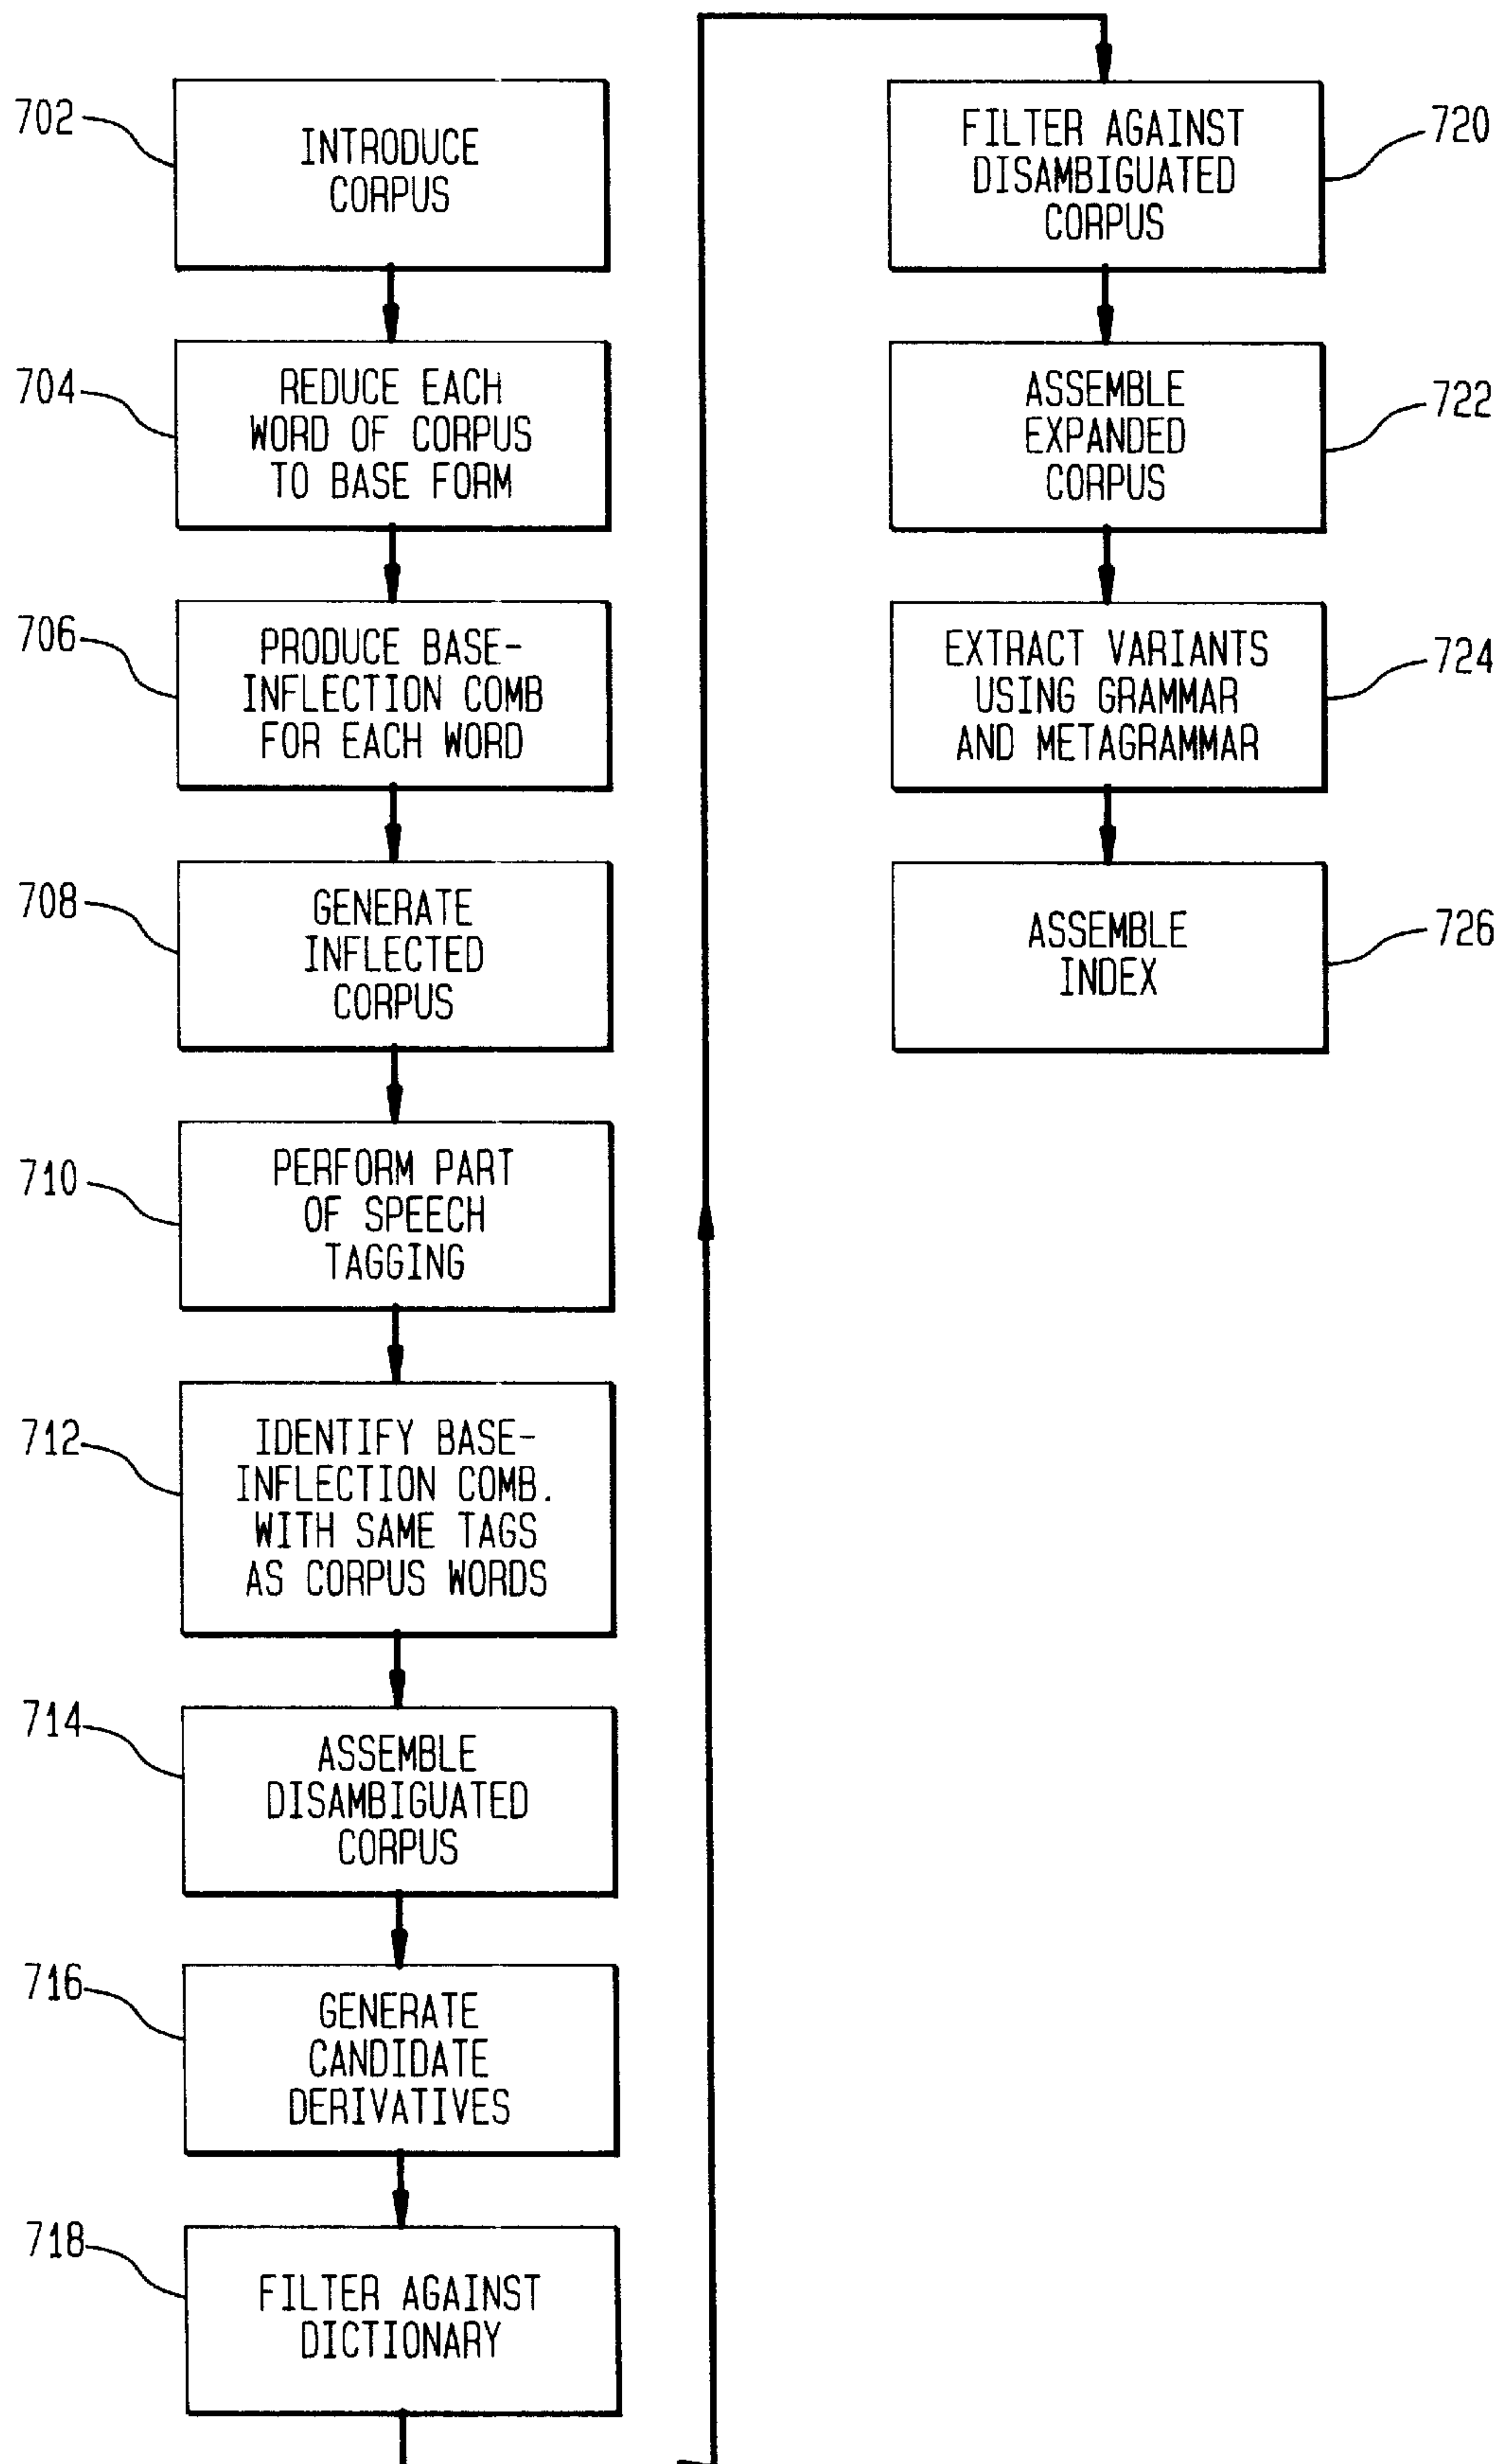 702
INTRODUCE
CORPUS
704
REDUCE EACH
WORD OF CORPUS
TO BASE FORM
706
PRODUCE BASE-
INFLECTION COMB
FOR EACH WORD
708
GENERATE
INFLECTED
CORPUS
710
PERFORM PART
OF SPEECH
TAGGING
712
IDENTIFY BASE-
INFLECTION COMB.
WITH SAME TAGS
AS CORPUS WORDS
714
ASSEMBLE
DISAMBIGUATED
CORPUS
716
GENERATE
CANDIDATE
DERIVATIVES
718
FILTER AGAINST
DICTIONARY
FILTER AGAINST
DISAMBIGUATED
CORPUS
720
ASSEMBLE
EXPANDED
CORPUS
722
EXTRACT VARIANTS
USING GRAMMAR
AND METAGRAMMAR
724
ASSEMBLE
INDEX
726